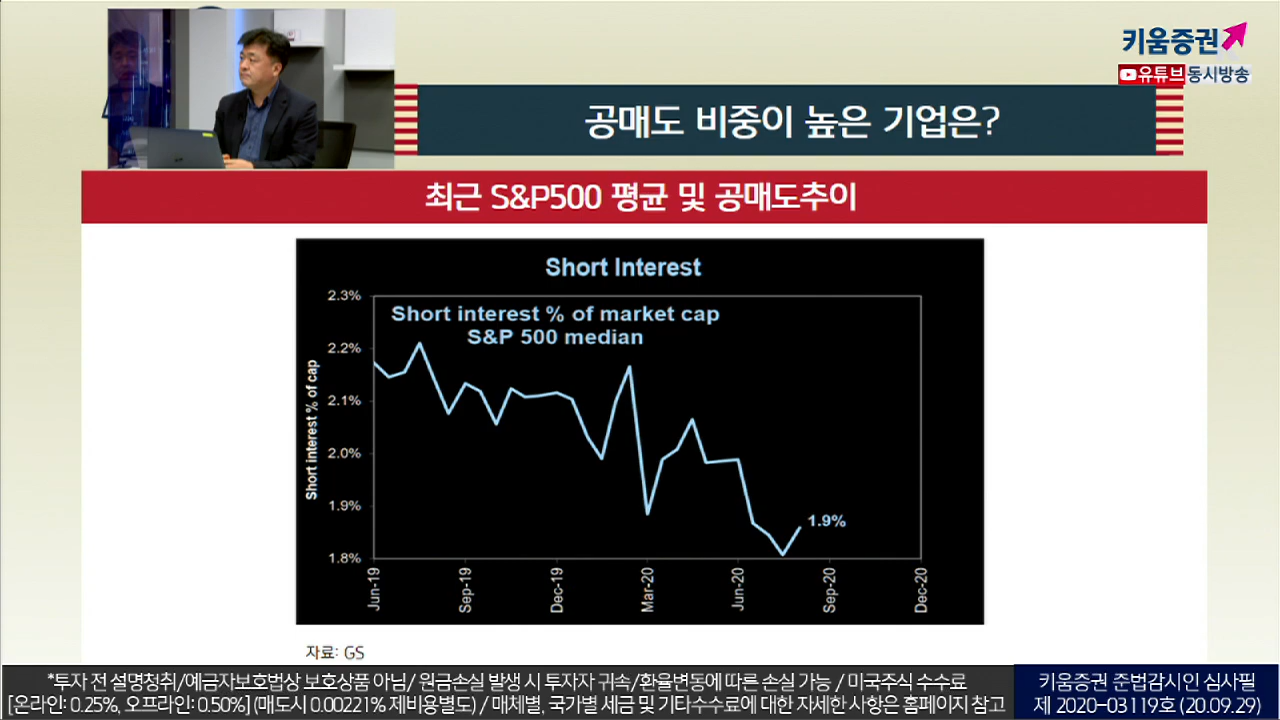 키움증권
유튜브 동시방송
공매도 비중이 높은 기업은?
최근 S&P500 평균 및 공매도추이
Short Interest
Short interest % of market cap
S&P 500 median
Short interest % of cap
2.3%
2.2%
2.1%
2.0%
1.9%
1.8%
1.9%
Jun-19
Sep-19
Dec-19
Mar-20
Jun-20
Sep-20
Dec-20
자료: GS
*투자 전 설명청취/예금자보호법상 보호상품 아님/ 원금손실 발생 시 투자자 귀속/환율변동에 따른 손실 가능 / 미국주식 수수료
[온라인: 0.25%, 오프라인: 0.50%] (매도시 0.00221% 제비용별도) / 매체별, 국가별 세금 및 기타수수료에 대한 자세한 사항은 홈페이지 참고
키움증권 준법감시인 심사필
제 2020-03119호 (20.09.29)